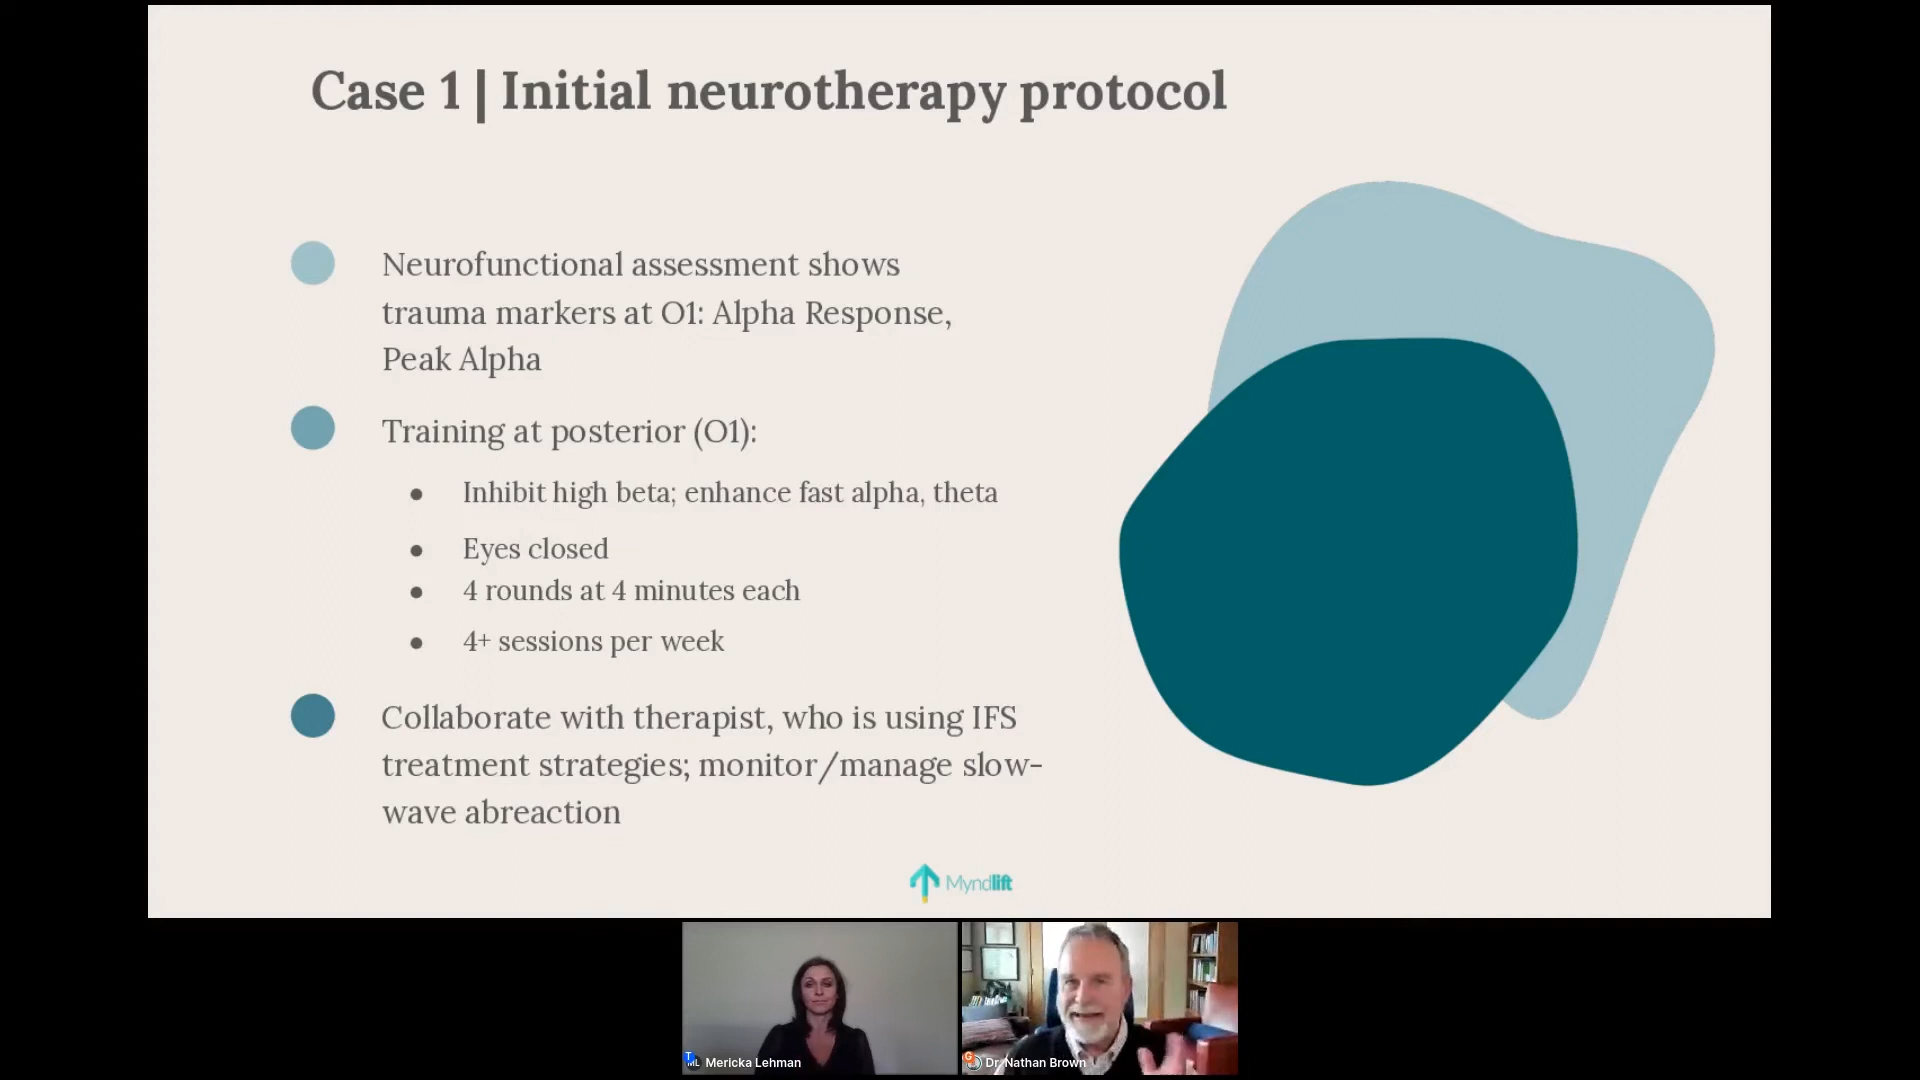 Case 1 | Initial neurotherapy protocol
Neurofunctional assessment shows
trauma markers at O1: Alpha Response,
Peak Alpha
Training at posterior (O1):
● Inhibit high beta; enhance fast alpha, theta
● Eyes closed
● 4 rounds at 4 minutes each
● 4+ sessions per week
Collaborate with therapist, who is using IFS
treatment strategies; monitor/manage slow-
wave abreaction
Myndlift
T
ML
Mericka Lehman
G
Dr. Nathan Brown